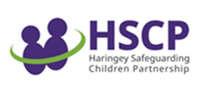 HSCP
Haringey Safeguarding
Children Partnership